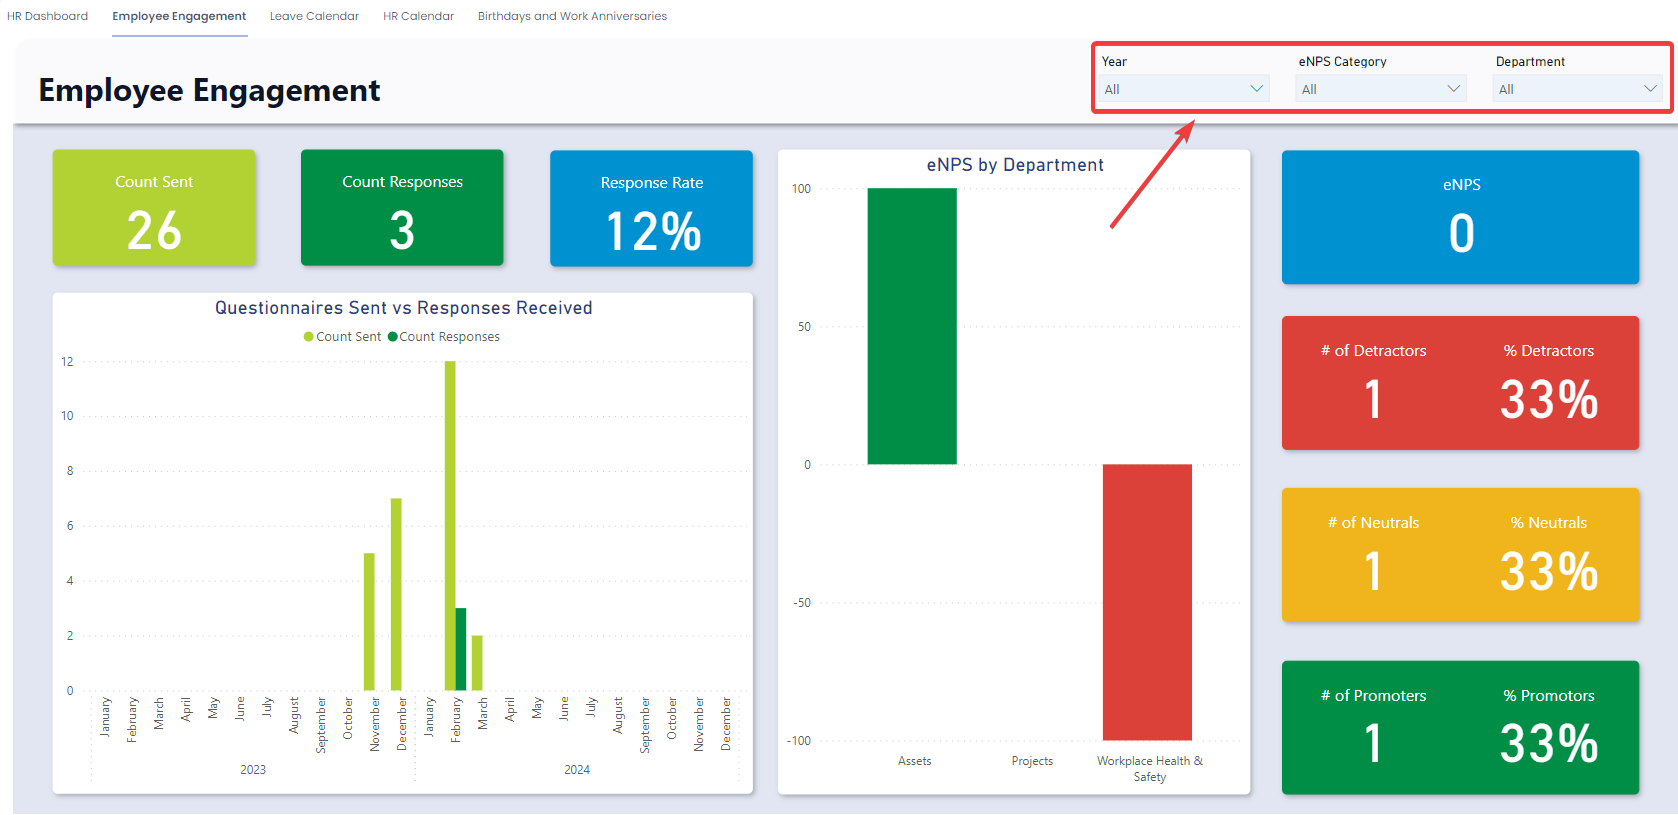 HR Dashboard Employee Engagement Leave Calendar HR Calendar Birthdays and Work Anniversaries
Employee Engagement
Year eNPS Category Department
All All All
Count Sent
26
Count Responses
3
Response Rate
12%
Questionnaires Sent vs Responses Received
Count Sent Count Responses
12
10
8
6
4
2
0
January February March April May June July August September October November December January February March April May June July August September October November December
2023 2024
eNPS by Department
100
50
0
-50
-100
Assets Projects Workplace Health &
Safety
eNPS
0
# of Detractors % Detractors
1 33%
# of Neutrals % Neutrals
1 33%
# of Promoters % Promotors
1 33%